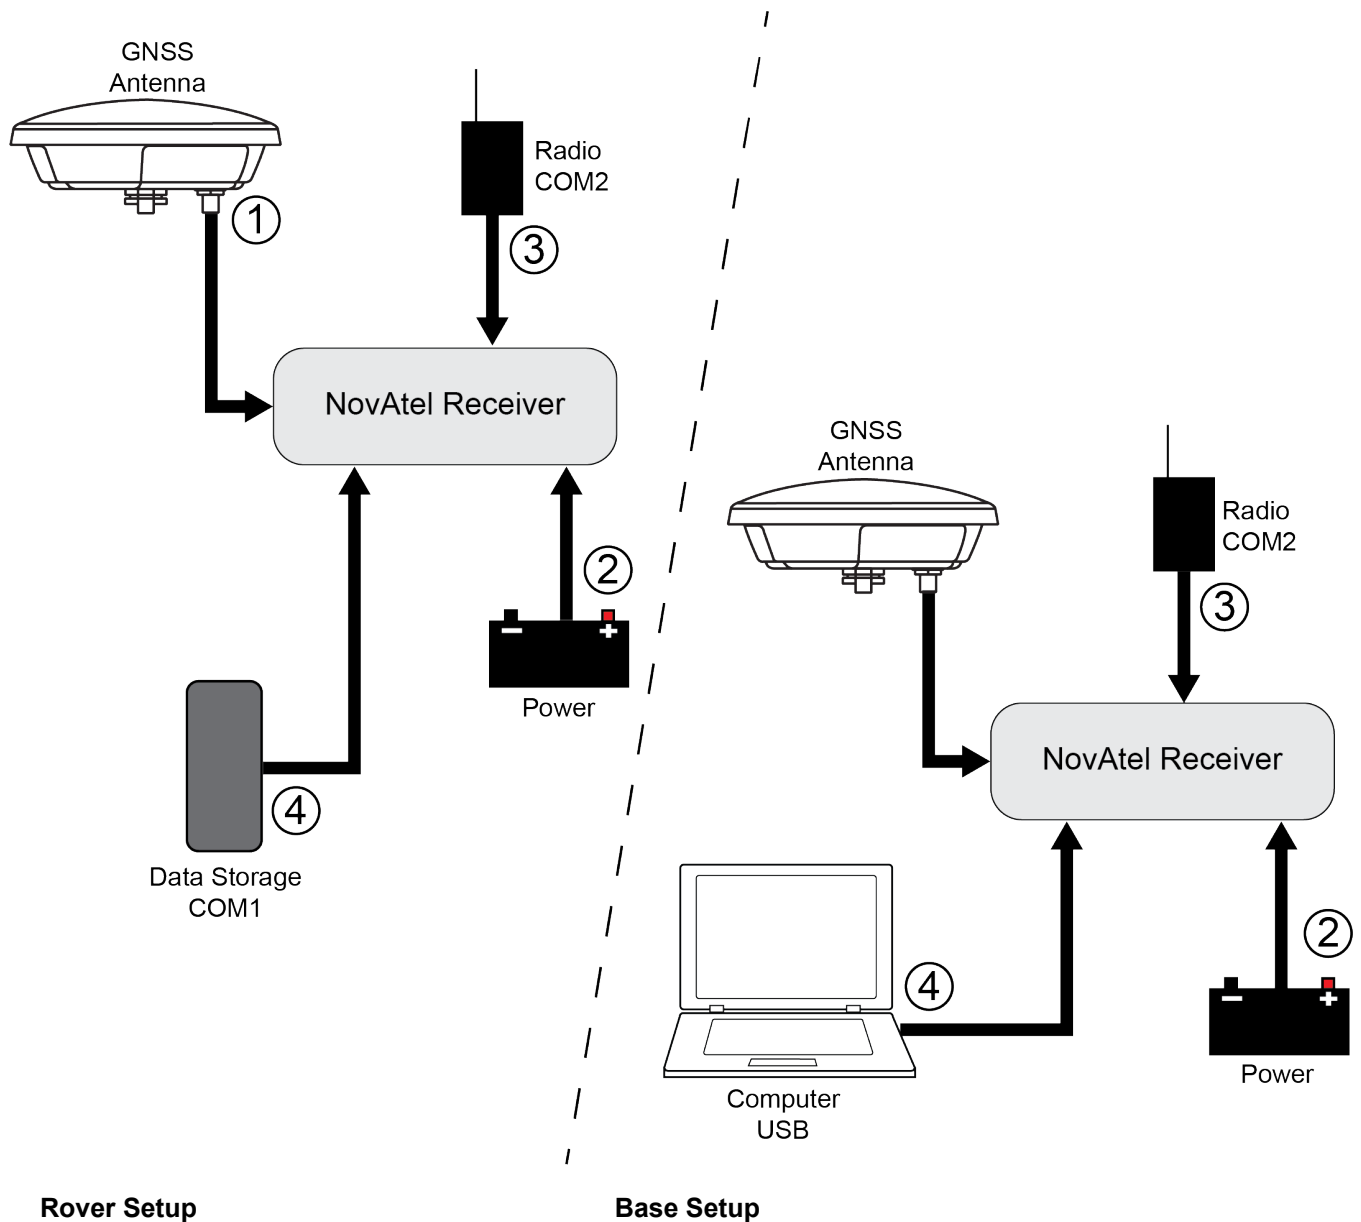 GNSS
Antenna
1
Radio
COM2
3
NovAtel Receiver
2
Power
4
Data Storage
COM1
GNSS
Antenna
Radio
COM2
3
NovAtel Receiver
2
Power
4
Computer
USB
Rover Setup
Base Setup